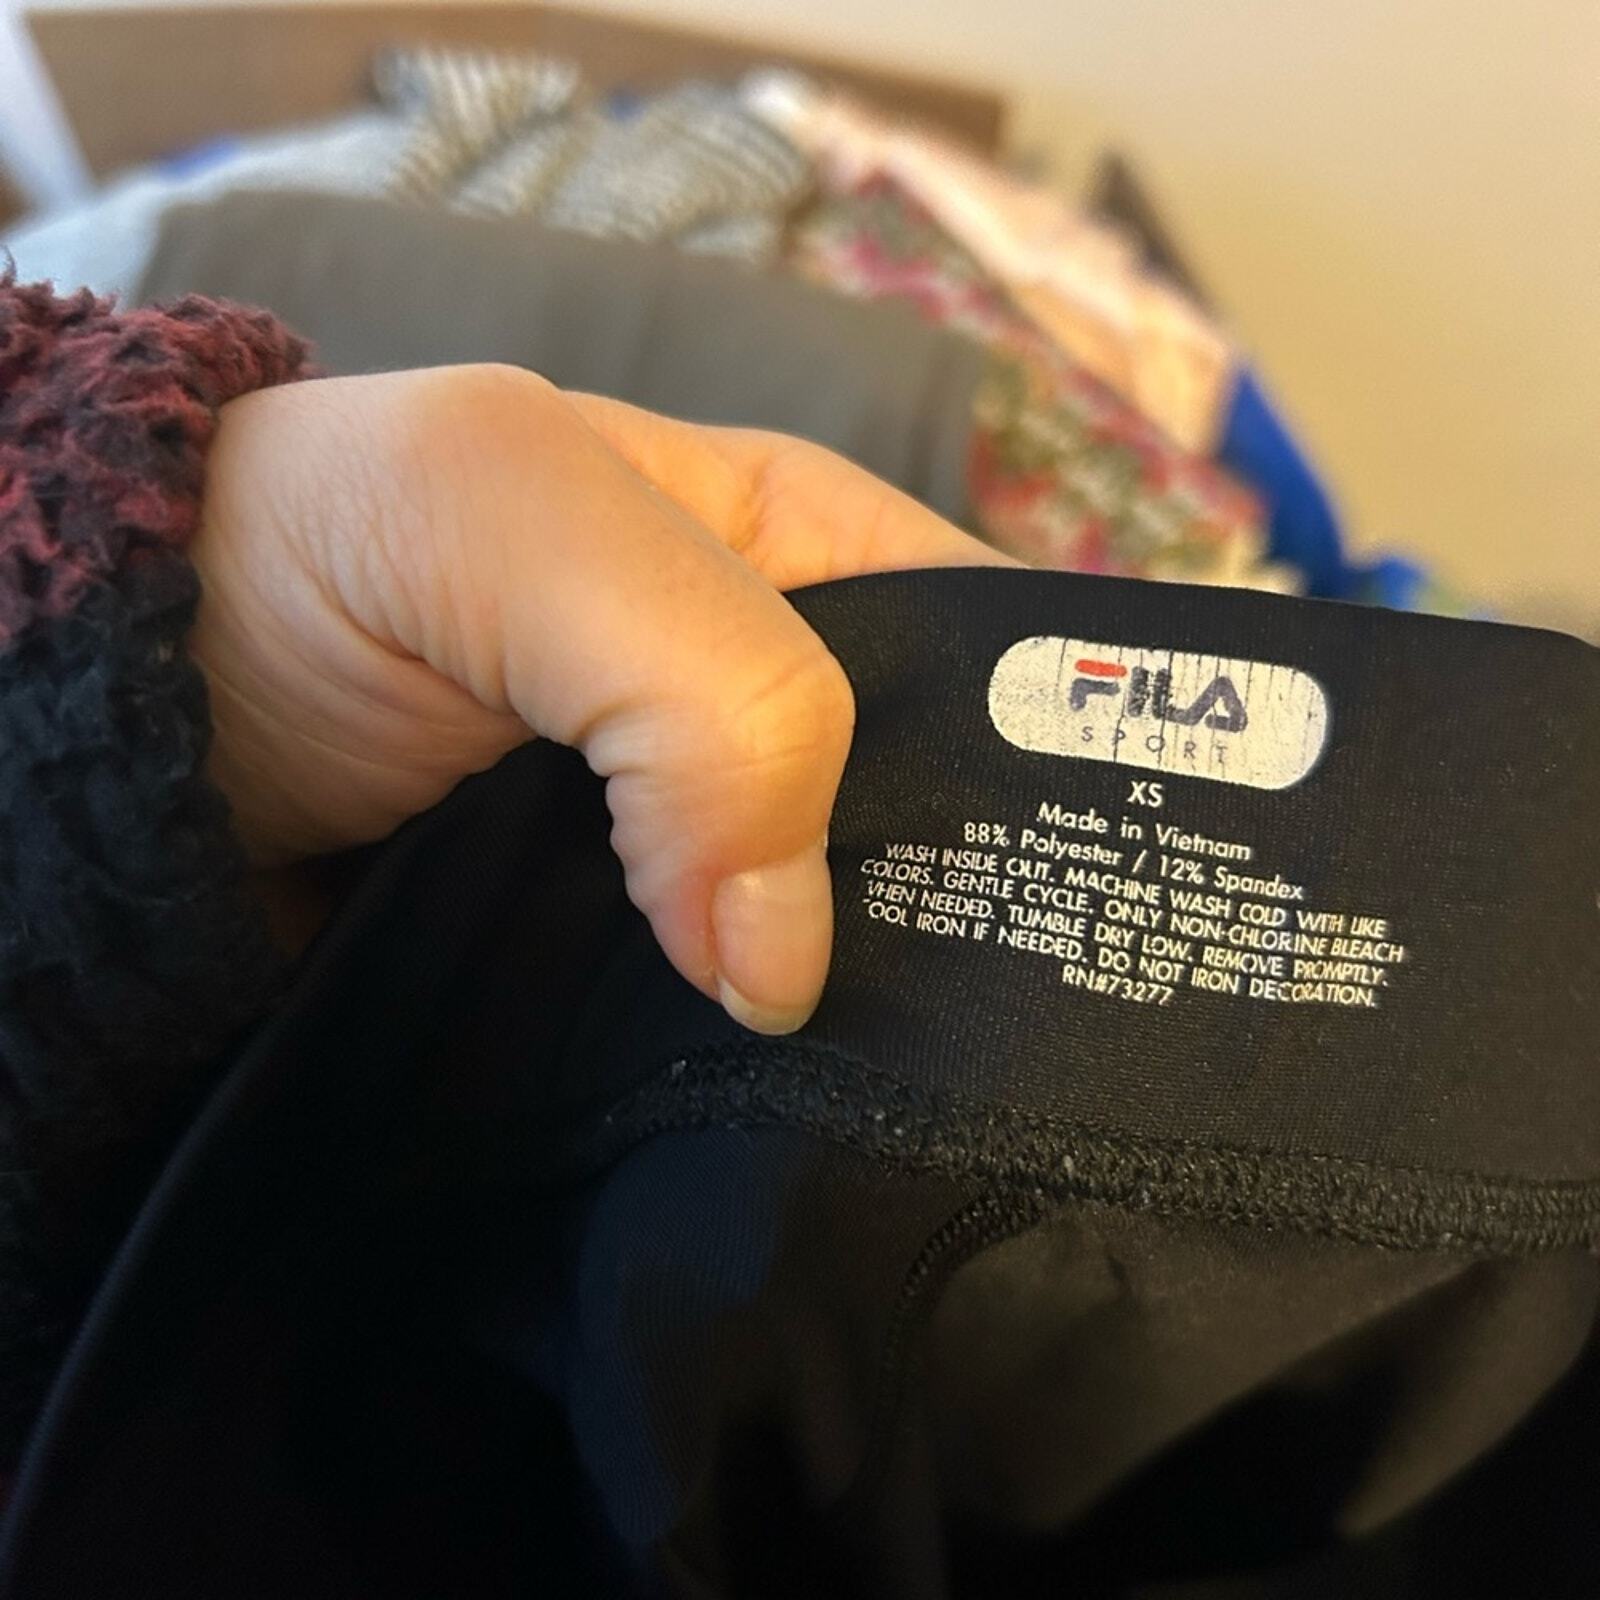 FILA
SPORT
XS
Made in Vietnam
88% Polyester / 12% Spandex
WASH INSIDE OUT. MACHINE WASH COLD WITH LIKE
COLORS. GENTLE CYCLE. ONLY NON-CHLORINE BLEACH
WHEN NEEDED. TUMBLE DRY LOW. REMOVE PROMPTLY.
COOL IRON IF NEEDED. DO NOT IRON DECORATION.
RN#73277